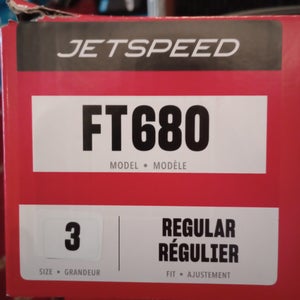 JETSPEED
FT680
MODEL • MODÈLE
3
SIZE • GRANDEUR
REGULAR
RÉGULIER
FIT • AJUSTEMENT